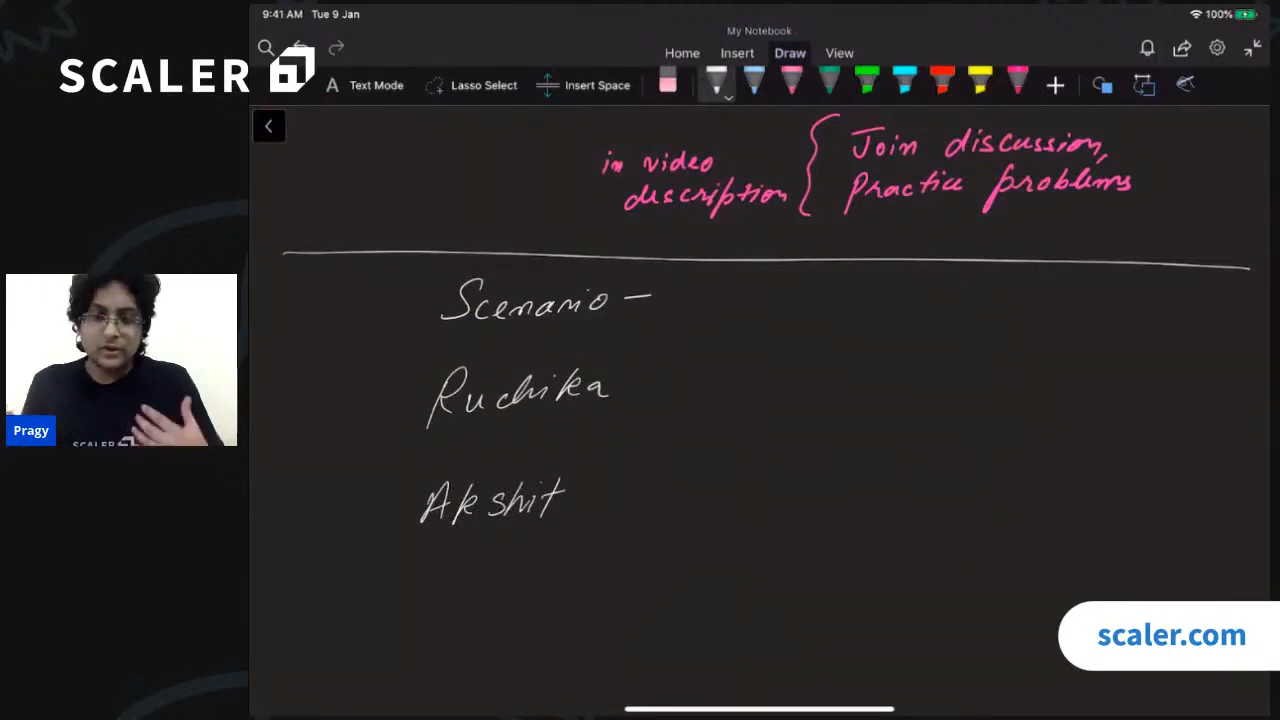 9:41 AM Tue 9 Jan
100%
My Notebook
SCALER
Home Insert Draw View
A Text Mode Lasso Select Insert Space
in video description { Join discussion,
Practice problems
Scenario -
Ruchika
Akshit
SCALER
Pragy
scaler.com